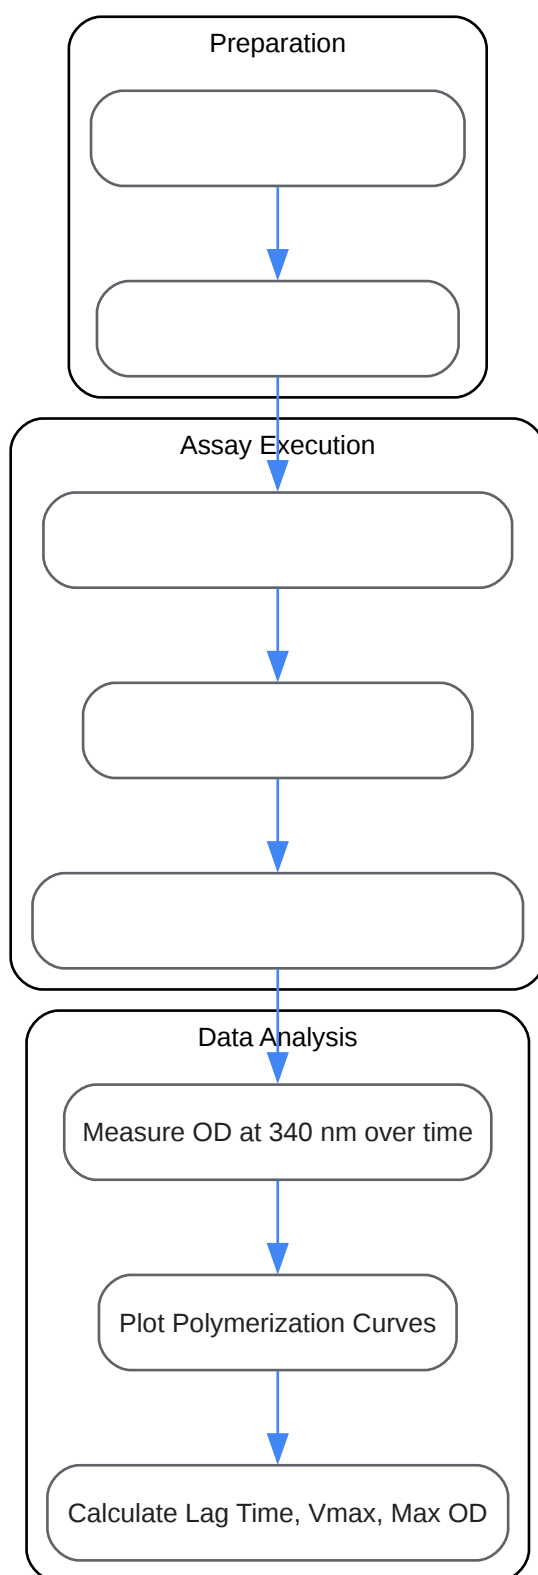 Preparation
Assay Execution
Data Analysis
Measure OD at 340 nm over time
Plot Polymerization Curves
Calculate Lag Time, Vmax, Max OD